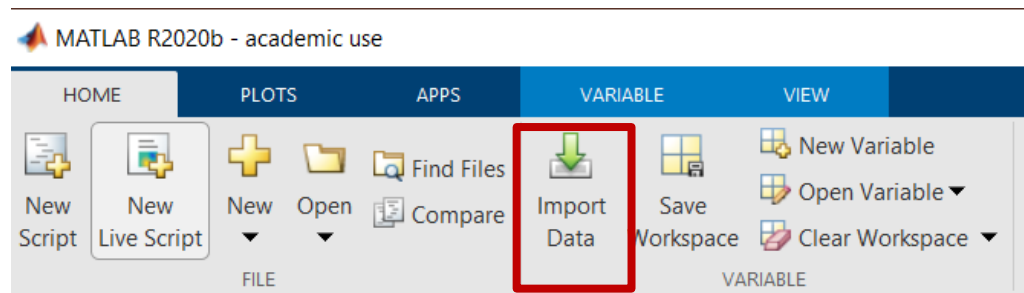 MATLAB R2020b - academic use
HOME PLOTS APPS VARIABLE VIEW
New Script
New Live Script
New
Open
Find Files
Compare
Import Data
Save Workspace
New Variable
Open Variable
Clear Workspace
FILE VARIABLE